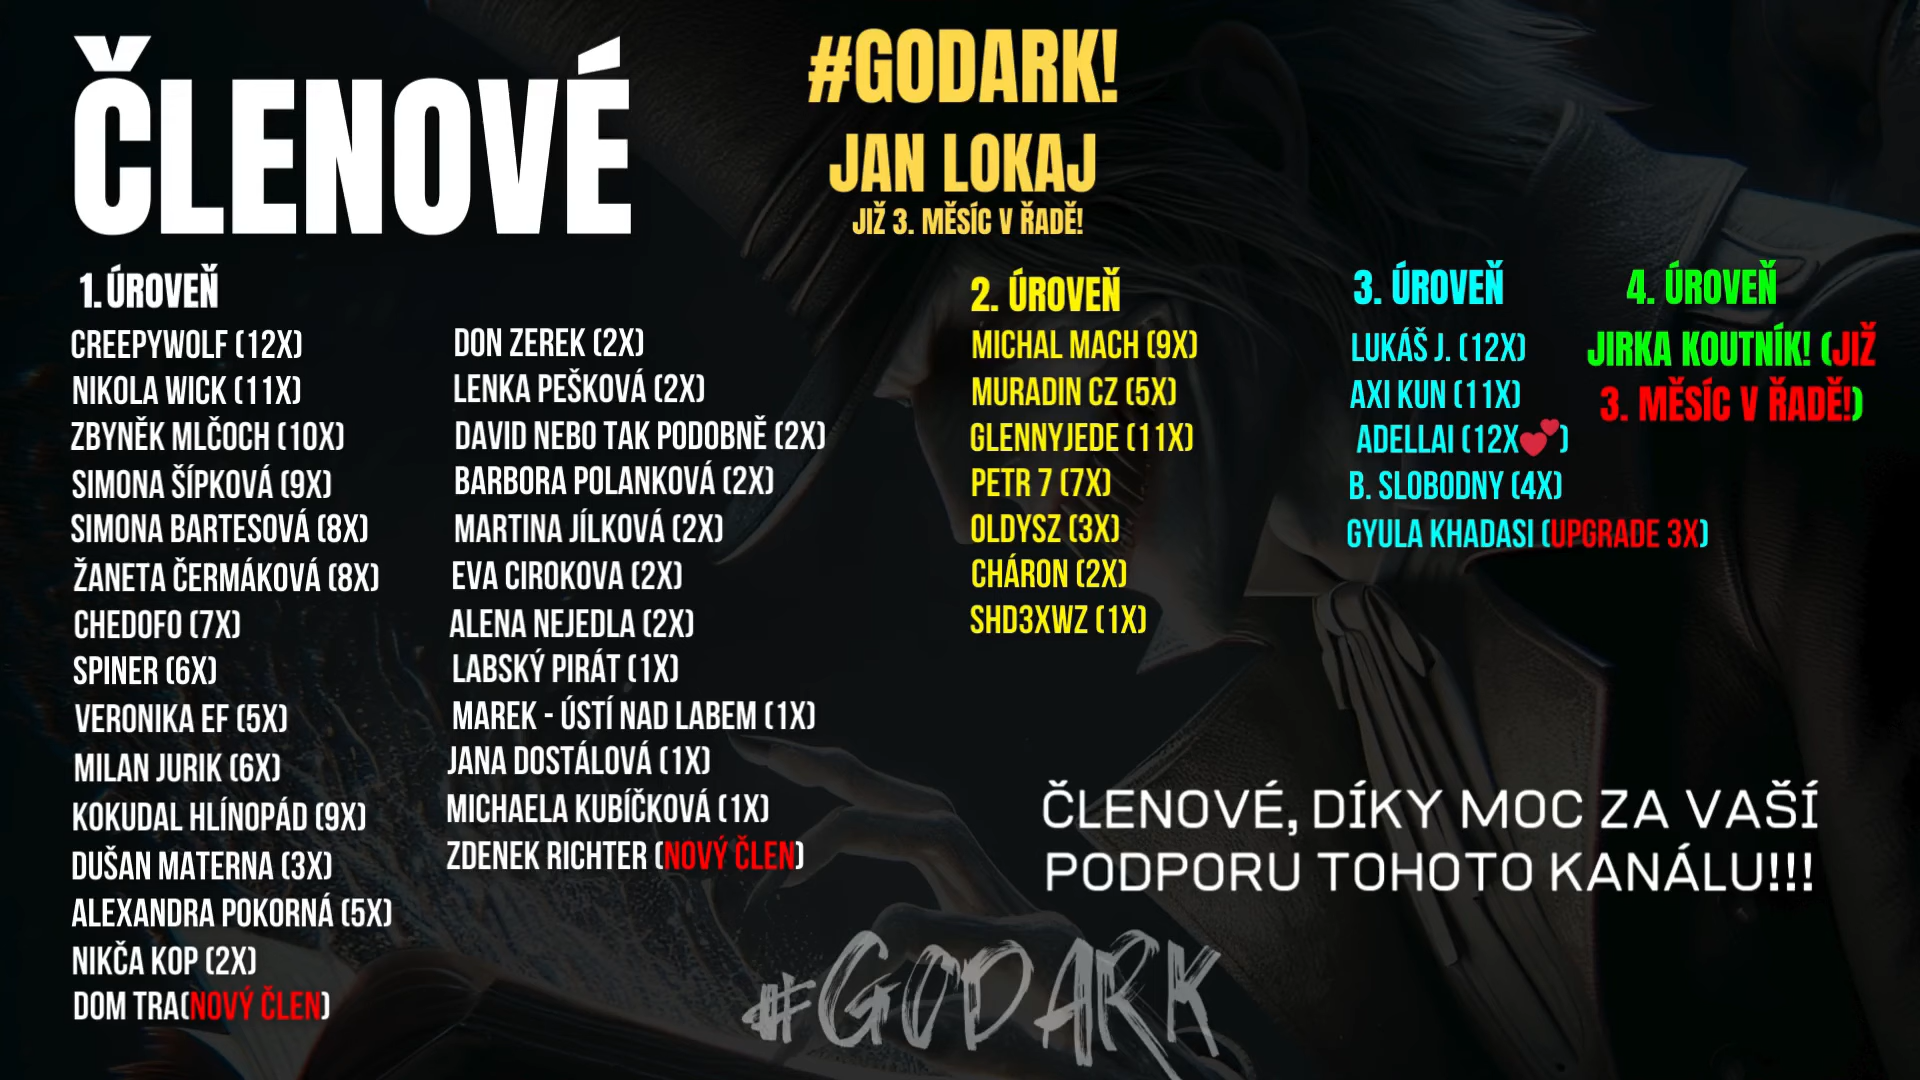 ČLENOVÉ
#GODARK!
JAN LOKAJ
JIŽ 3. MĚSÍC V ŘADĚ!
1. ÚROVEŇ
CREEPYWOLF (12X)
NIKOLA WICK (11X)
ZBYNĚK MLČOCH (10X)
SIMONA ŠÍPKOVÁ (9X)
SIMONA BARTESOVÁ (8X)
ŽANETA ČERMÁKOVÁ (8X)
CHEDOFO (7X)
SPINER (6X)
VERONIKA EF (5X)
MILAN JURIK (6X)
KOKUDAL HLÍNOPÁD (9X)
DUŠAN MATERNA (3X)
ALEXANDRA POKORNÁ (5X)
NIKČA KOP (2X)
DOM TRA(NOVÝ ČLEN)
DON ZEREK (2X)
LENKA PEŠKOVÁ (2X)
DAVID NEBO TAK PODOBNĚ (2X)
BARBORA POLANKOVÁ (2X)
MARTINA JÍLKOVÁ (2X)
EVA CIROKOVA (2X)
ALENA NEJEDLA (2X)
LABSKÝ PIRÁT (1X)
MAREK - ÚSTÍ NAD LABEM (1X)
JANA DOSTÁLOVÁ (1X)
MICHAELA KUBÍČKOVÁ (1X)
ZDENEK RICHTER (NOVÝ ČLEN)
2. ÚROVEŇ
MICHAL MACH (9X)
MURADIN CZ (5X)
GLENNYJEDE (11X)
PETR 7 (7X)
OLDYSZ (3X)
CHÁRON (2X)
SHD3XWZ (1X)
3. ÚROVEŇ
LUKÁŠ J. (12X)
AXI KUN (11X)
ADELLAI (12X💕)
B. SLOBODNY (4X)
GYULA KHADASI (UPGRADE 3X)
4. ÚROVEŇ
JIRKA KOUTNÍK! (JIŽ
3. MĚSÍC V ŘADĚ!)
ČLENOVÉ, DÍKY MOC ZA VAŠÍ
PODPORU TOHOTO KANÁLU!!!
#GODARK